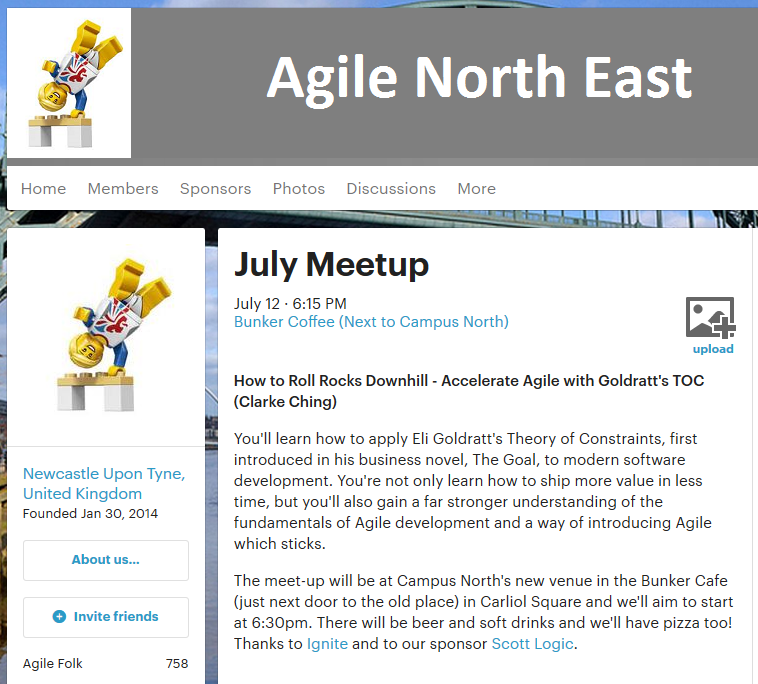 Agile North East
Home Members Sponsors Photos Discussions More
Newcastle Upon Tyne,
United Kingdom
Founded Jan 30, 2014
About us...
Invite friends
Agile Folk 758
July Meetup
July 12 · 6:15 PM
Bunker Coffee (Next to Campus North)
upload
How to Roll Rocks Downhill - Accelerate Agile with Goldratt's TOC
(Clarke Ching)
You'll learn how to apply Eli Goldratt's Theory of Constraints, first
introduced in his business novel, The Goal, to modern software
development. You're not only learn how to ship more value in less
time, but you'll also gain a far stronger understanding of the
fundamentals of Agile development and a way of introducing Agile
which sticks.
The meet-up will be at Campus North's new venue in the Bunker Cafe
(just next door to the old place) in Carliol Square and we'll aim to start
at 6:30pm. There will be beer and soft drinks and we'll have pizza too!
Thanks to Ignite and to our sponsor Scott Logic.